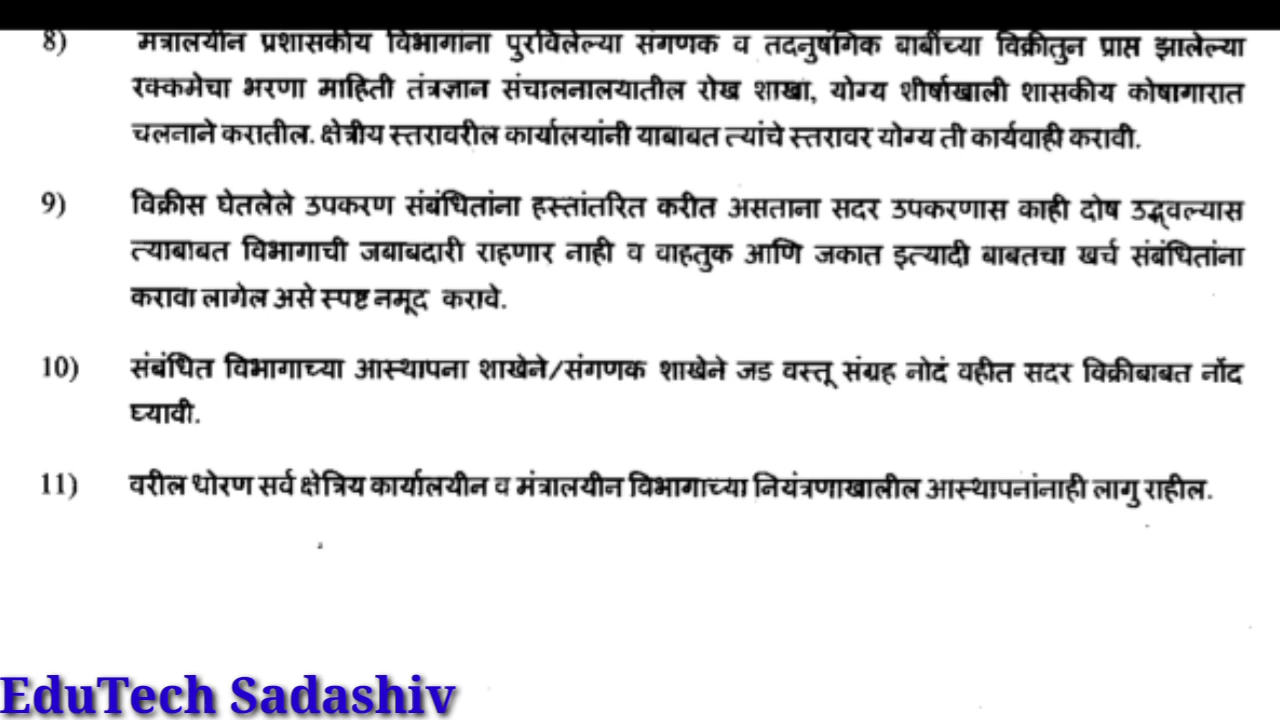 8) मंत्रालयीन प्रशासकीय विभागांना पुरविलेल्या संगणक व तदनुषंगिक बाबींच्या विक्रीतुन प्राप्त झालेल्या
रक्कमेचा भरणा माहिती तंत्रज्ञान संचालनालयातील रोख शाखा, योग्य शीर्षाखाली शासकीय कोषागारात
चलनाने करातील. क्षेत्रीय स्तरावरील कार्यालयांनी याबाबत त्यांचे स्तरावर योग्य ती कार्यवाही करावी.
9) विक्रीस घेतलेले उपकरण संबंधितांना हस्तांतरित करीत असताना सदर उपकरणास काही दोष उद्भवल्यास
त्याबाबत विभागाची जबाबदारी राहणार नाही व वाहतुक आणि जकात इत्यादी बाबतचा खर्च संबंधितांना
करावा लागेल असे स्पष्ट नमूद करावे.
10) संबंधित विभागाच्या आस्थापना शाखेने/संगणक शाखेने जड वस्तू संग्रह नोदं वहीत सदर विक्रीबाबत नोंद
घ्यावी.
11) वरील धोरण सर्व क्षेत्रिय कार्यालयीन व मंत्रालयीन विभागाच्या नियंत्रणाखालील आस्थापनांनाही लागु राहील.
EduTech Sadashiv